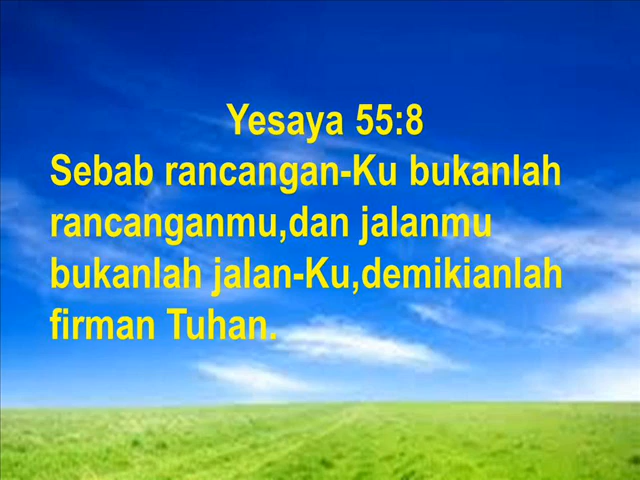 Yesaya 55:8
Sebab rancangan-Ku bukanlah
rancanganmu,dan jalanmu
bukanlah jalan-Ku,demikianlah
firman Tuhan.